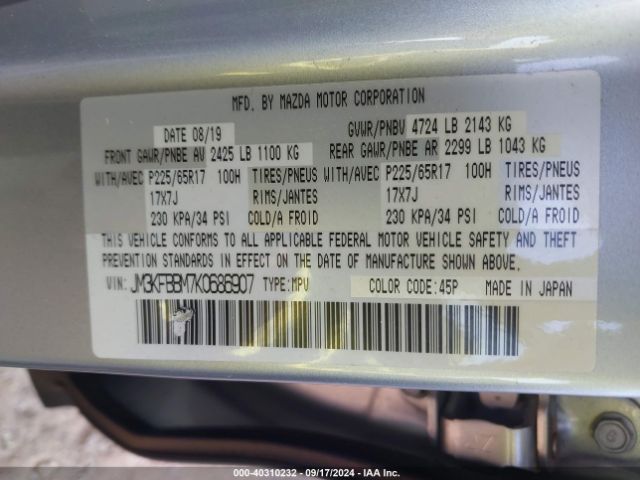 MFD. BY MAZDA MOTOR CORPORATION
DATE 08/19 GVWR/PNBV 4724 LB 2143 KG
FRONT GAWR/PNBE AV 2425 LB 1100 KG REAR GAWR/PNBE AR 2299 LB 1043 KG
WITH/AVEC P225/65R17 100H TIRES/PNEUS WITH/AVEC P225/65R17 100H TIRES/PNEUS
17X7J RIMS/JANTES 17X7J RIMS/JANTES
230 KPA/34 PSI COLD/A FROID 230 KPA/34 PSI COLD/A FROID
THIS VEHICLE CONFORMS TO ALL APPLICABLE FEDERAL MOTOR VEHICLE SAFETY AND THEFT
PREVENTION STANDARDS IN EFFECT ON THE DATE OF MANUFACTURE SHOWN ABOVE.
VIN: JM3KFBBM7K0686907 TYPE:MPV COLOR CODE:45P MADE IN JAPAN
000-40310232 - 09/17/2024 - IAA Inc.